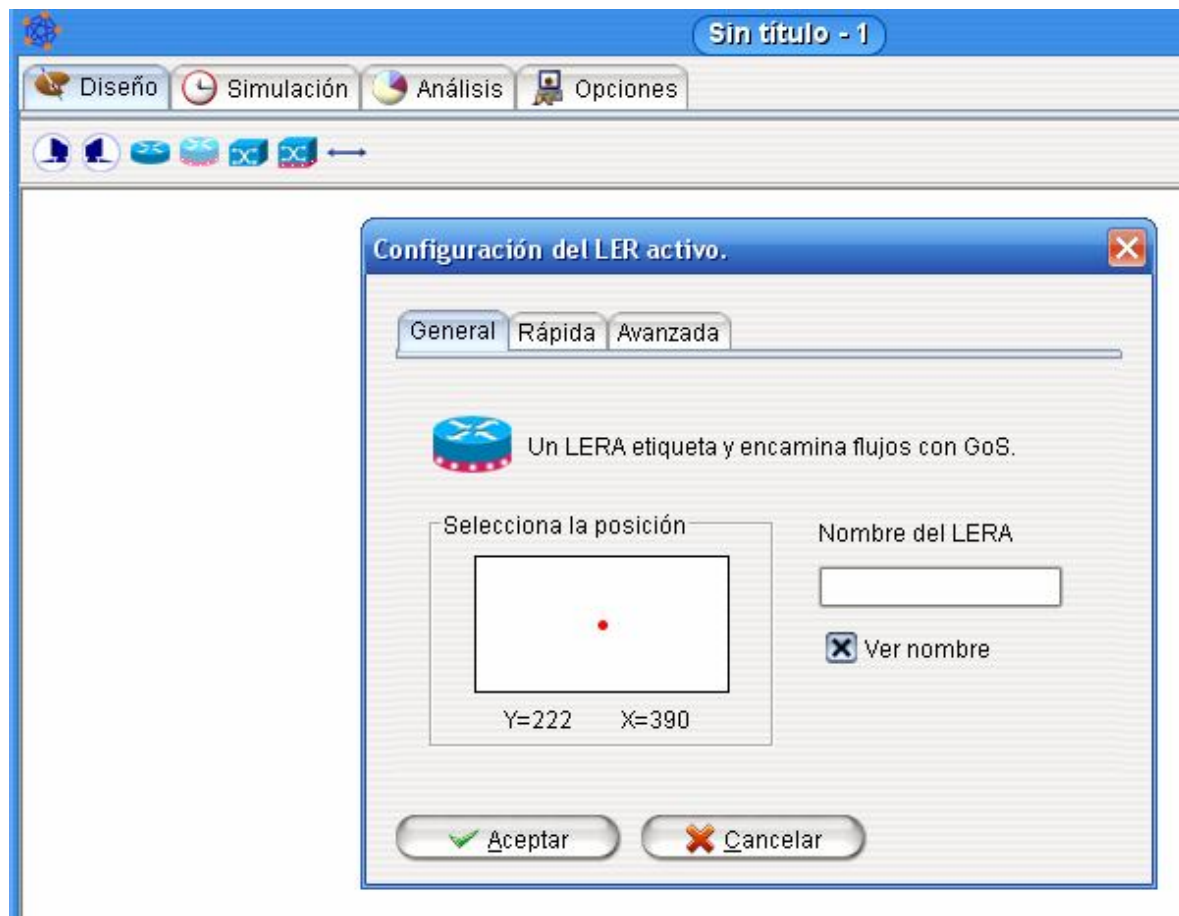 Sin título - 1
Diseño Simulación Análisis Opciones
Configuración del LER activo.
General Rápida Avanzada
Un LERA etiqueta y encamina flujos con GoS.
Selecciona la posición
Nombre del LERA
Ver nombre
Y=222 X=390
Aceptar Cancelar